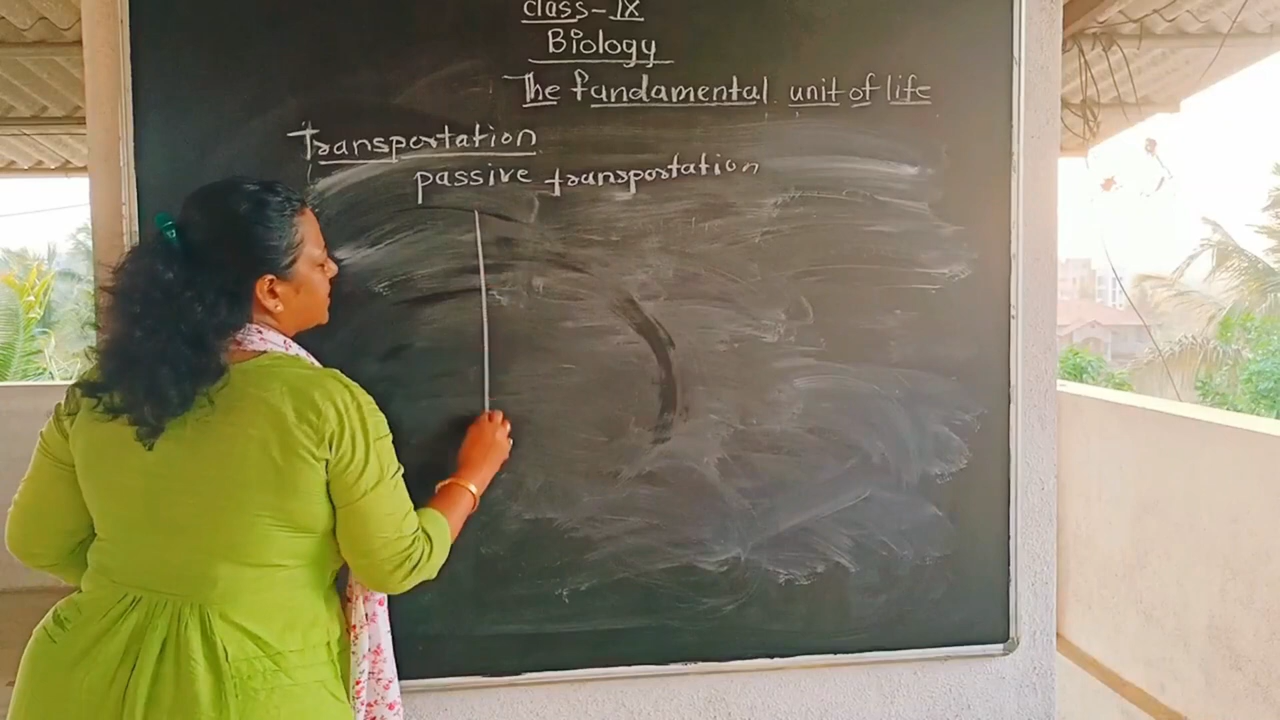 class-IX
Biology
The fundamental unit of life
Transportation
passive transportation